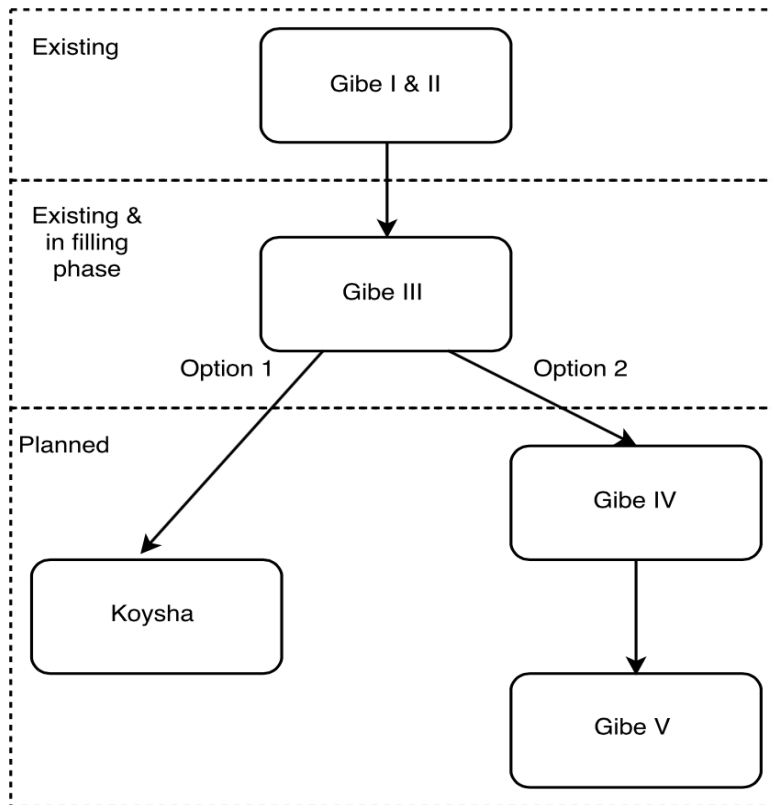 Existing
Gibe I & II
Existing &
in filling
phase
Gibe III
Option 1
Option 2
Planned
Gibe IV
Koysha
Gibe V